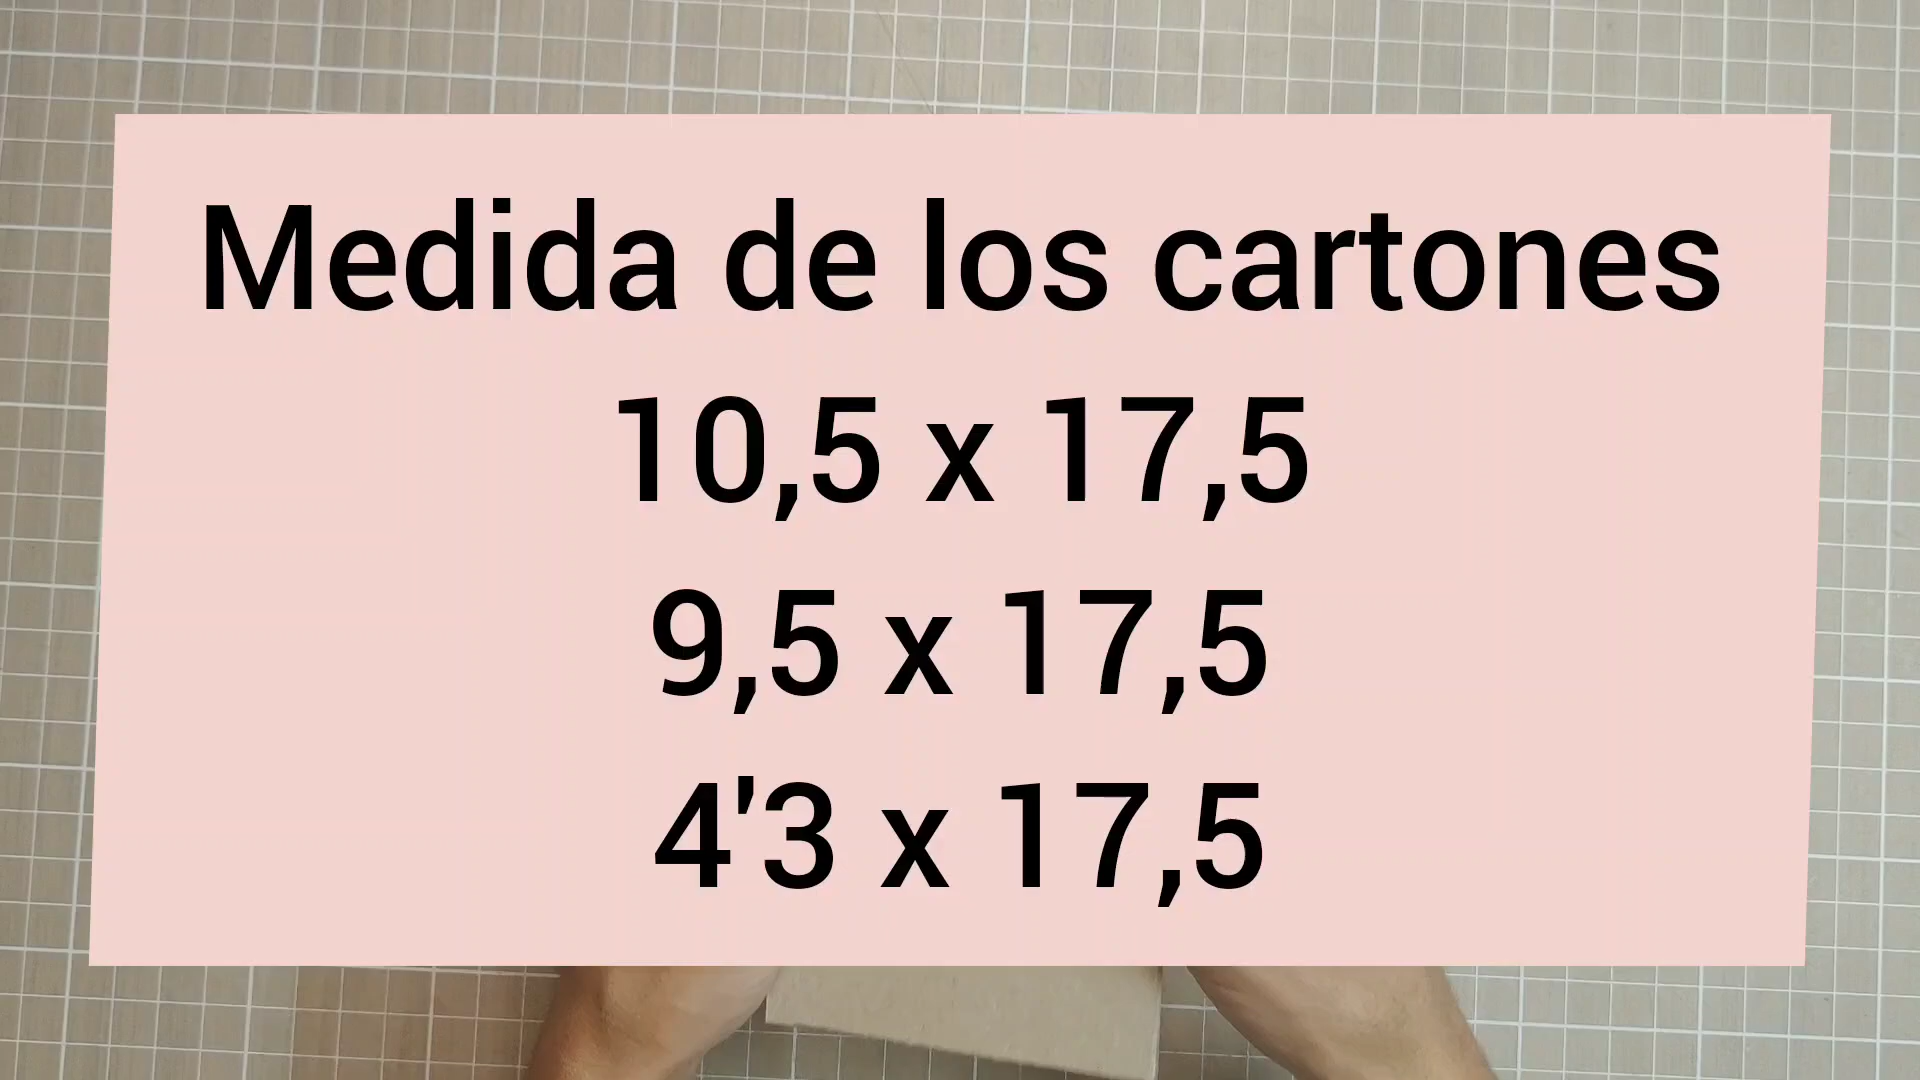 Medida de los cartones
10,5 x 17,5
9,5 x 17,5
4'3 x 17,5